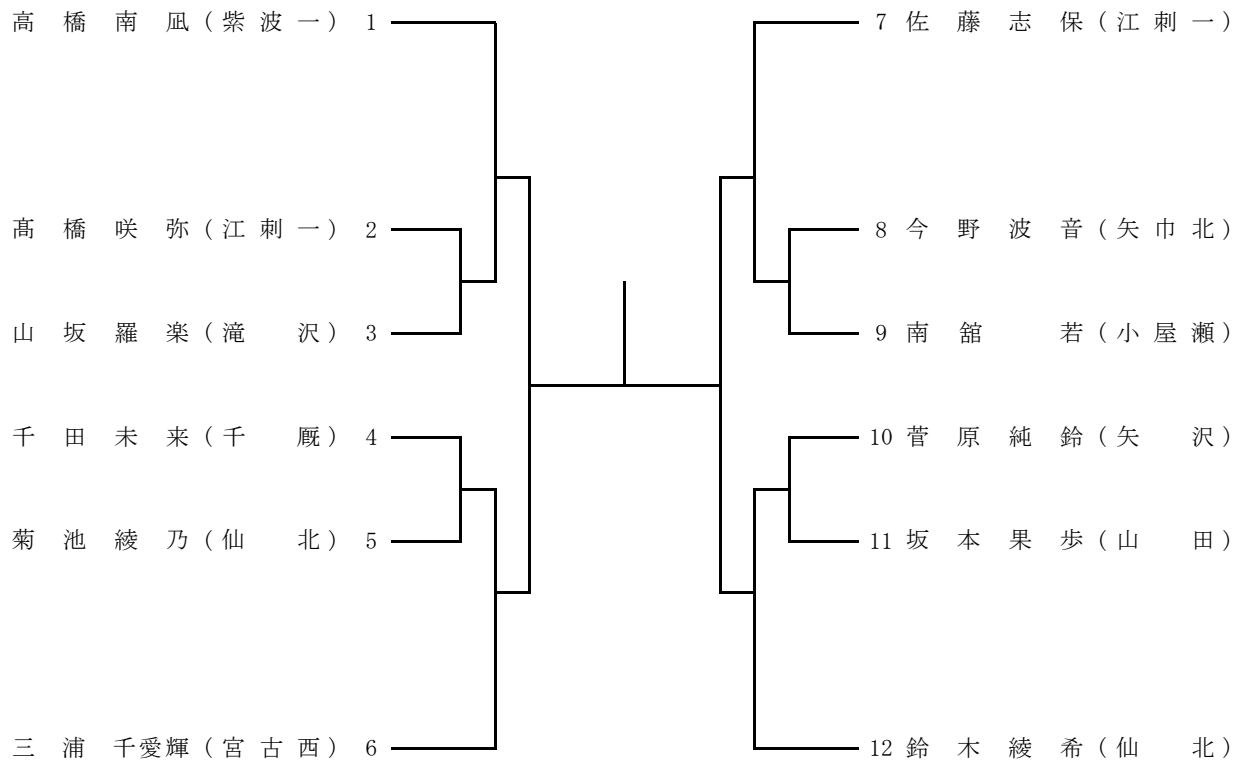 高橋南凪(紫波一) 1
髙橋咲弥(江刺一) 2
山坂羅楽(滝沢) 3
千田未来(千厩) 4
菊池綾乃(仙北) 5
三浦千愛輝(宮古西) 6
7 佐藤志保(江刺一)
8 今野波音(矢巾北)
9 南舘若(小屋瀬)
10 菅原純鈴(矢沢)
11 坂本果歩(山田)
12 鈴木綾希(仙北)